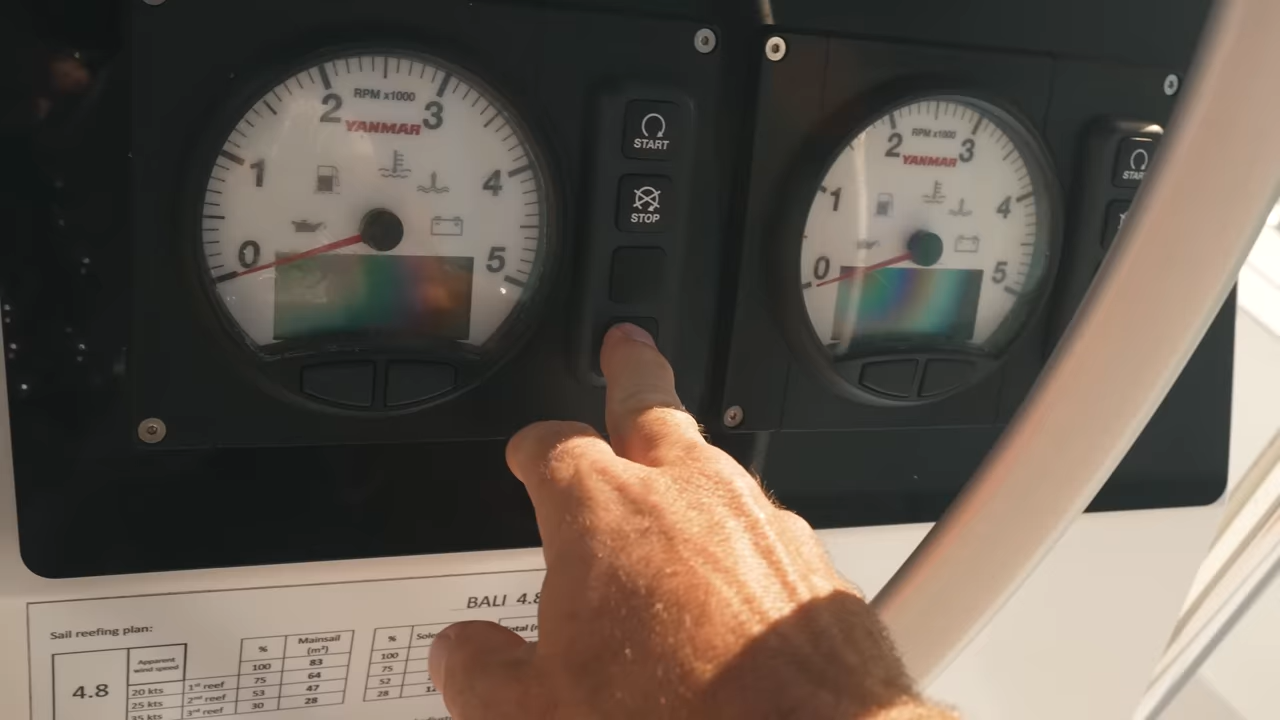 2 RPM x1000 3
YANMAR
1 4
0 5
START
STOP
2 RPM x1000 3
YANMAR
1 4
0 5
BALI 4.8
Sail reefing plan:
4.8
Apparent
wind speed
20 kts 1st reef
25 kts 2nd reef
35 kts 3rd reef
% Mainsail
(m²)
100 83
75 64
53 47
30 28
%
100
75
52
28